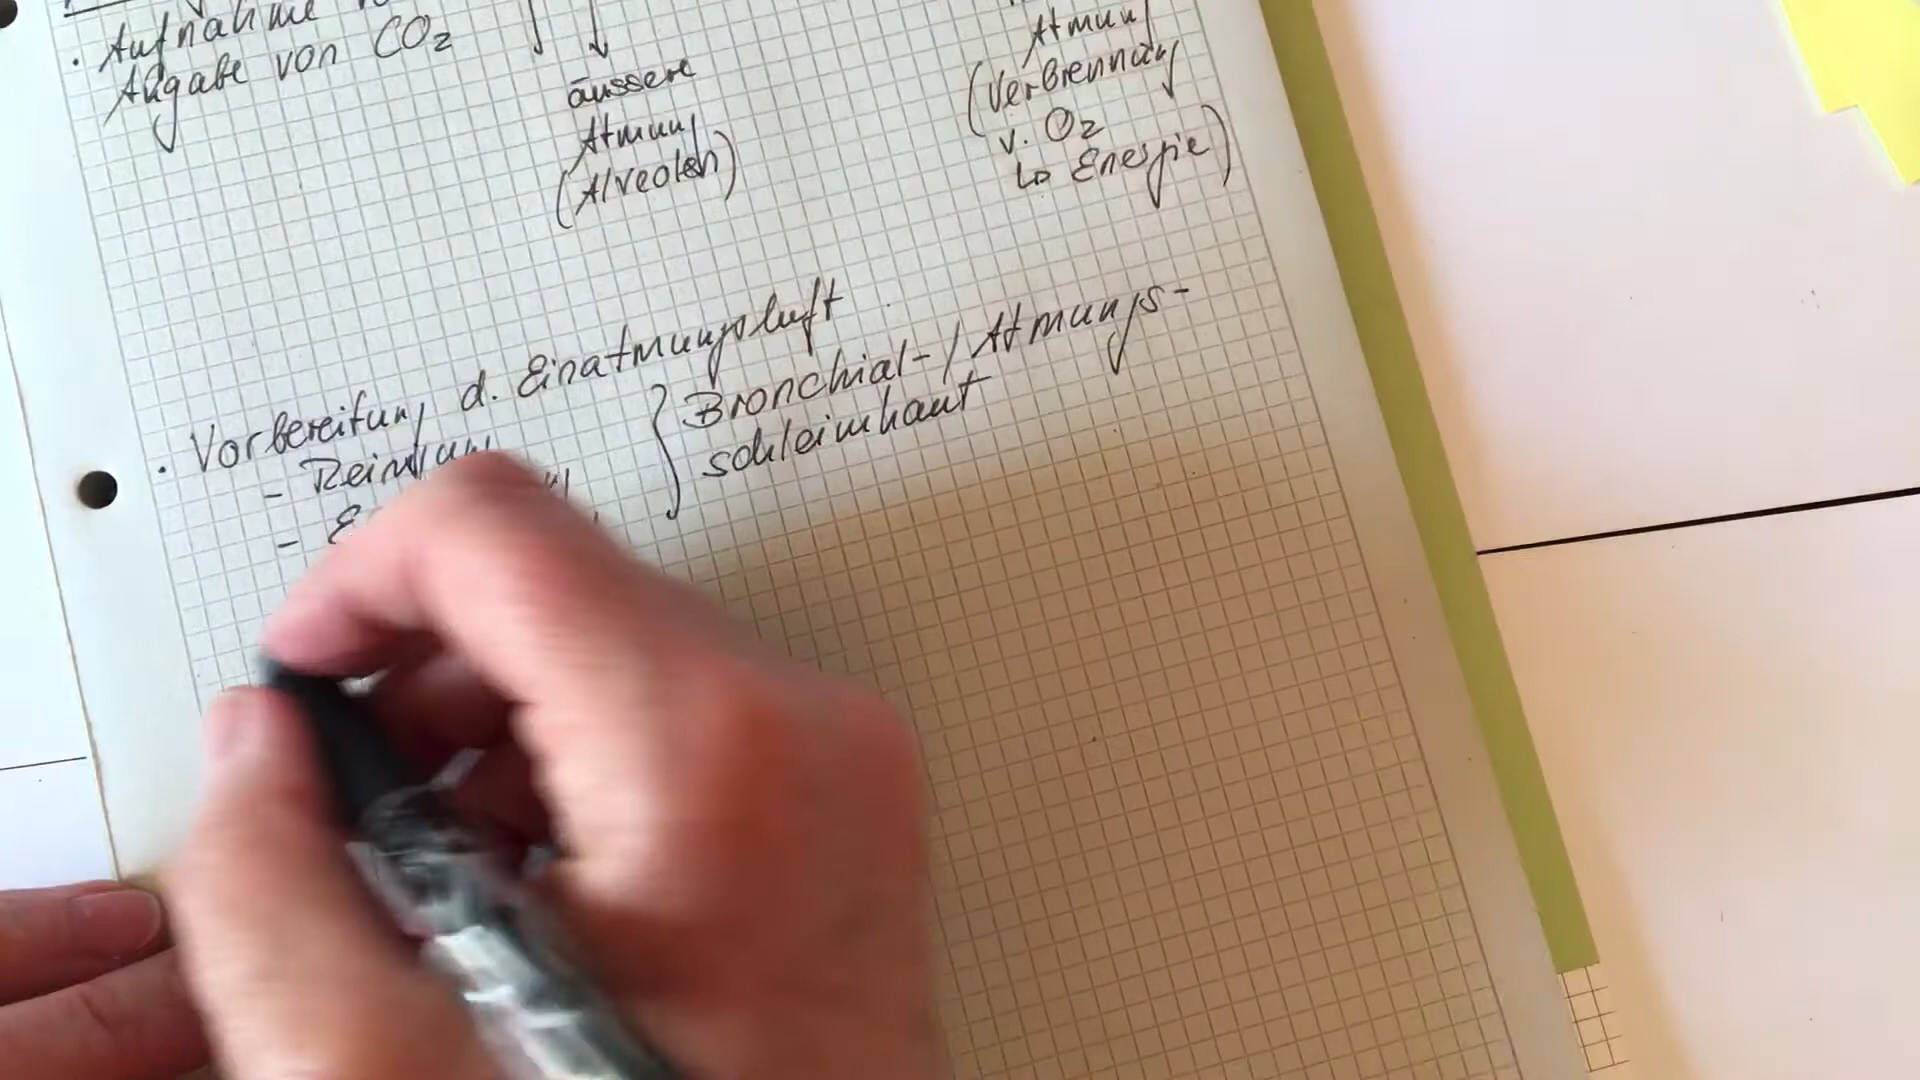 · Aufnahme
Abgabe von CO₂
äussere
Atmung
(Alveolen)
Atmung
(Verbrennung
v. O₂
↳ Energie)
· Vorbereitung d. Einatmungsluft
- Reinigung
-
} Bronchial-/Atmungs-
schleimhaut